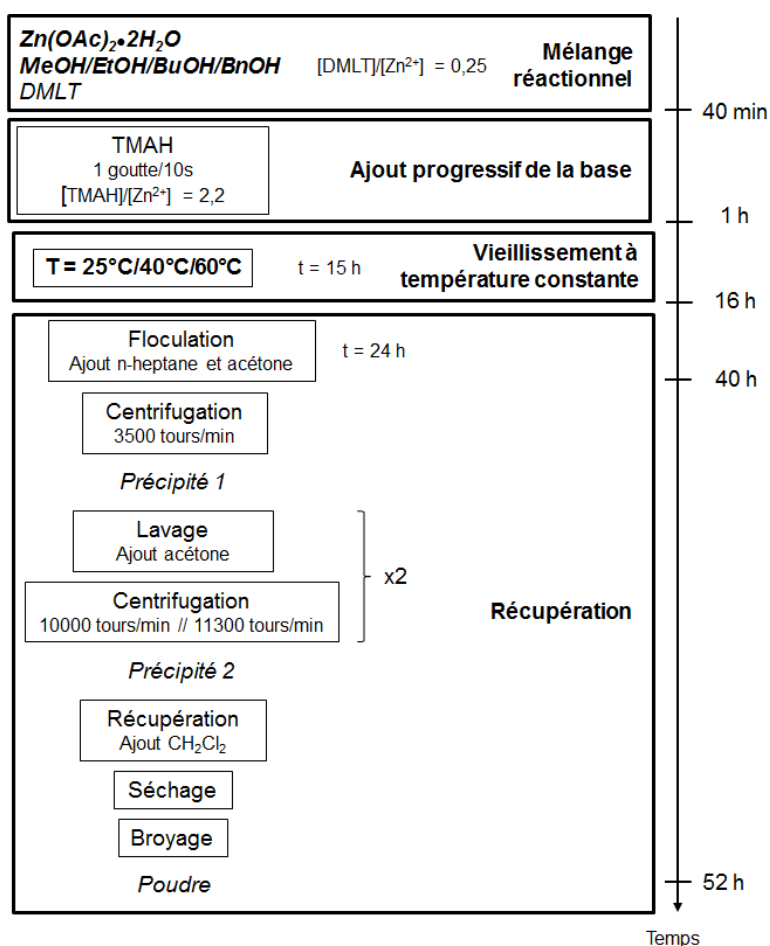 Zn(OAc)₂•2H₂O
MeOH/EtOH/BuOH/BnOH
DMLT
[DMLT]/[Zn²⁺] = 0,25
Mélange
réactionnel
40 min
TMAH
1 goutte/10s
[TMAH]/[Zn²⁺] = 2,2
Ajout progressif de la base
1 h
T = 25°C/40°C/60°C
t = 15 h
Vieillissement à
température constante
16 h
Floculation
Ajout n-heptane et acétone
t = 24 h
40 h
Centrifugation
3500 tours/min
Précipité 1
Lavage
Ajout acétone
x2
Centrifugation
10000 tours/min // 11300 tours/min
Récupération
Précipité 2
Récupération
Ajout CH₂Cl₂
Séchage
Broyage
Poudre
52 h
Temps